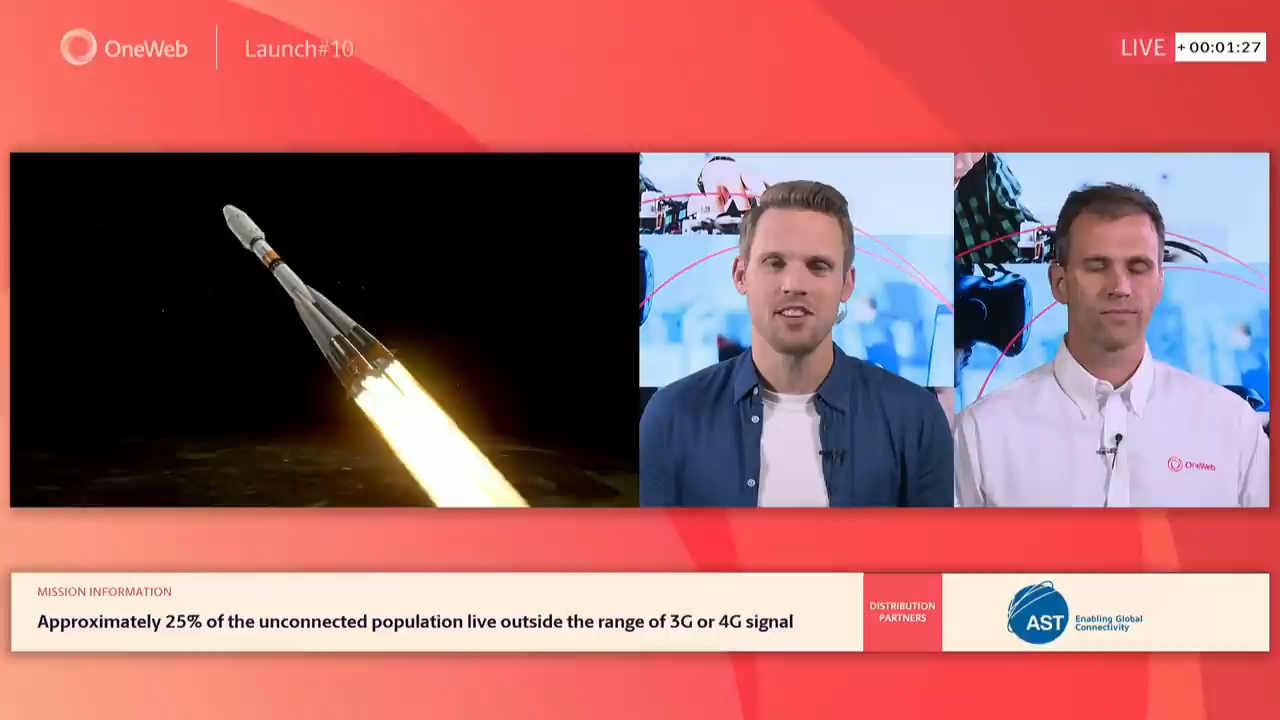 OneWeb
Launch#10
LIVE
+ 00:01:27
OneWeb
MISSION INFORMATION
Approximately 25% of the unconnected population live outside the range of 3G or 4G signal
DISTRIBUTION
PARTNERS
AST
Enabling Global
Connectivity